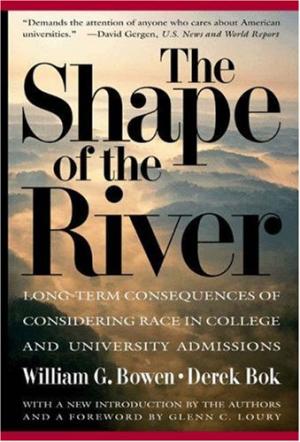 "Demands the attention of anyone who cares about American
universities." —David Gergen, U.S. News and World Report
The
Shape
of the
River
LONG-TERM CONSEQUENCES OF
CONSIDERING RACE IN COLLEGE
AND UNIVERSITY ADMISSIONS
William G. Bowen • Derek Bok
WITH A NEW INTRODUCTION BY THE AUTHORS
AND A FOREWORD BY GLENN C. LOURY